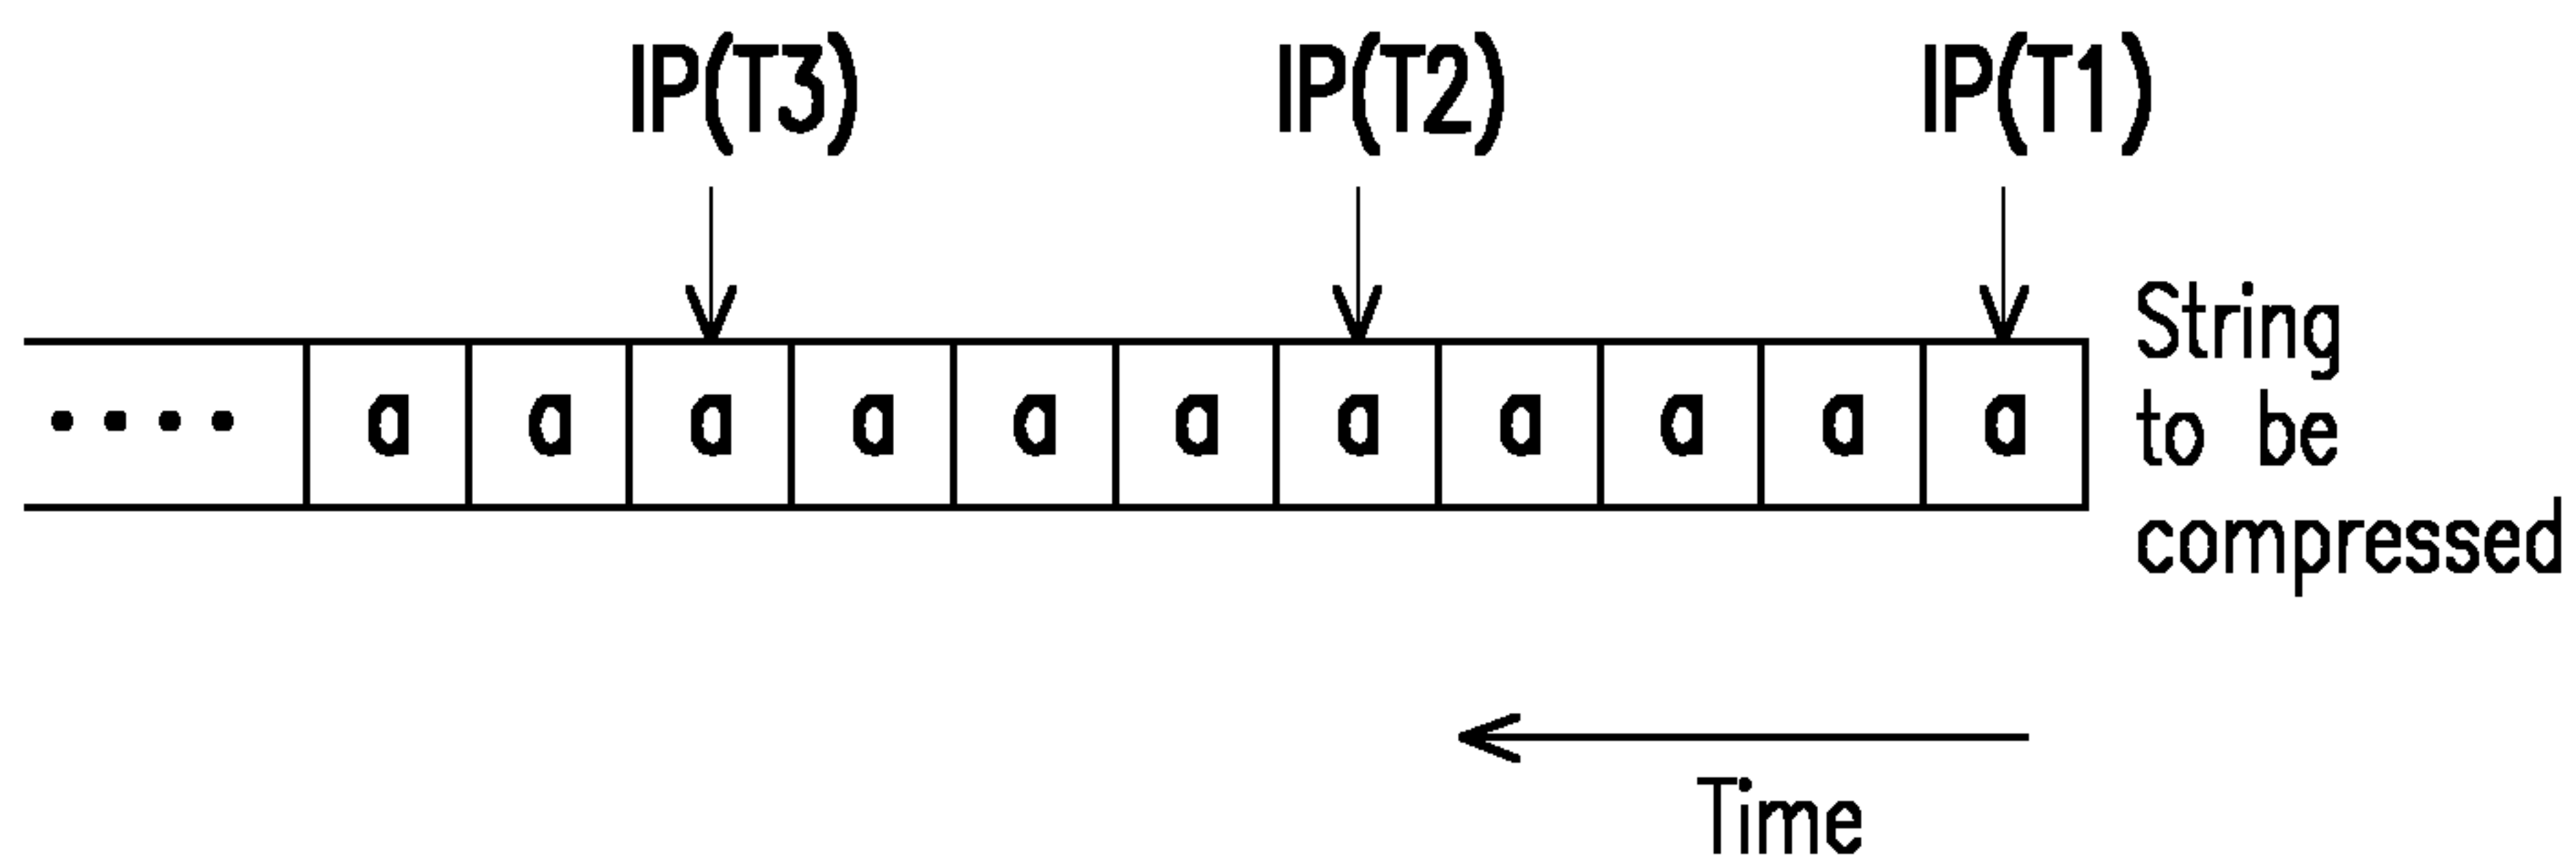 IP(T3) IP(T2) IP(T1)
.... a a a a a a a a a a a
String
to be
compressed
Time